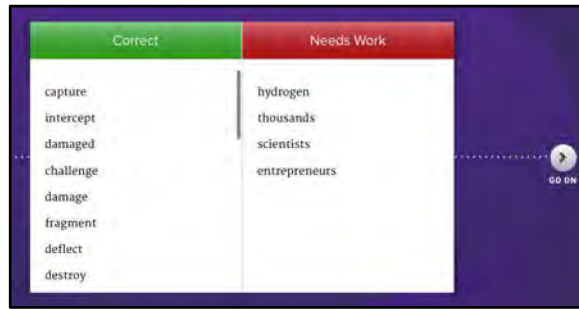 Correct
Needs Work
capture
intercept
damaged
challenge
damage
fragment
deflect
destroy
hydrogen
thousands
scientists
entrepreneurs
GO ON